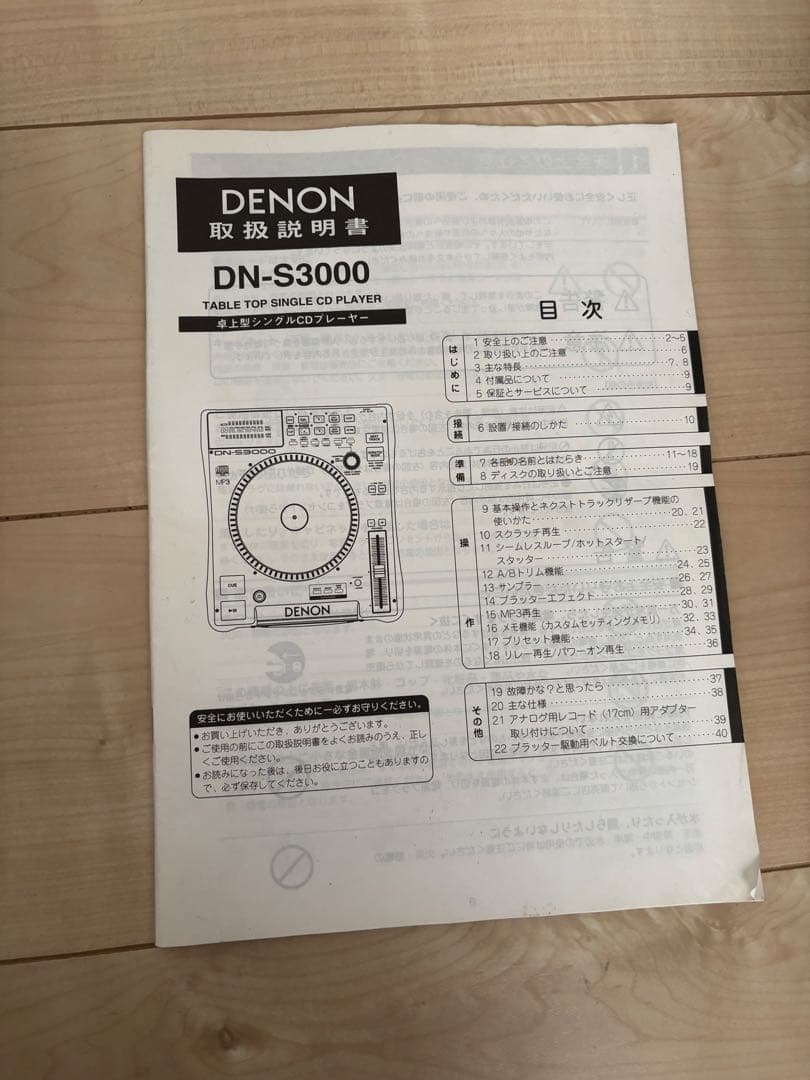 DENON
取扱説明書
DN-S3000
TABLE TOP SINGLE CD PLAYER
卓上型シングルCDプレーヤー
DN-S3000
MP3
CUE
DENON
安全にお使いいただくために―必ずお守りください。
●お買い上げいただき、ありがとうございます。
●ご使用の前にこの取扱説明書をよくお読みのうえ、正し
くご使用ください。
●お読みになった後は、後日お役に立つこともありますの
で、必ず保存してください。
目次
はじめに
1 安全上のご注意 2～5
2 取り扱い上のご注意 6
3 主な特長 7, 8
4 付属品について 9
5 保証とサービスについて 9
接続
6 設置/接続のしかた 10
準備
7 各部の名前とはたらき 11～18
8 ディスクの取り扱いとご注意 19
操作
9 基本操作とネクストトラックリザーブ機能の
使いかた 20, 21
10 スクラッチ再生 22
11 シームレスループ/ホットスタート/
スタッター 23
12 A/Bトリム機能 24, 25
13 サンプラー 26, 27
14 プラッターエフェクト 28, 29
15 MP3再生 30, 31
16 メモ機能（カスタムセッティングメモリ） 32, 33
17 プリセット機能 34, 35
18 リレー再生/パワーオン再生 36
その他
19 故障かな？と思ったら 37
20 主な仕様 38
21 アナログ用レコード（17cm）用アダプター
取り付けについて 39
22 プラッター駆動用ベルト交換について 40